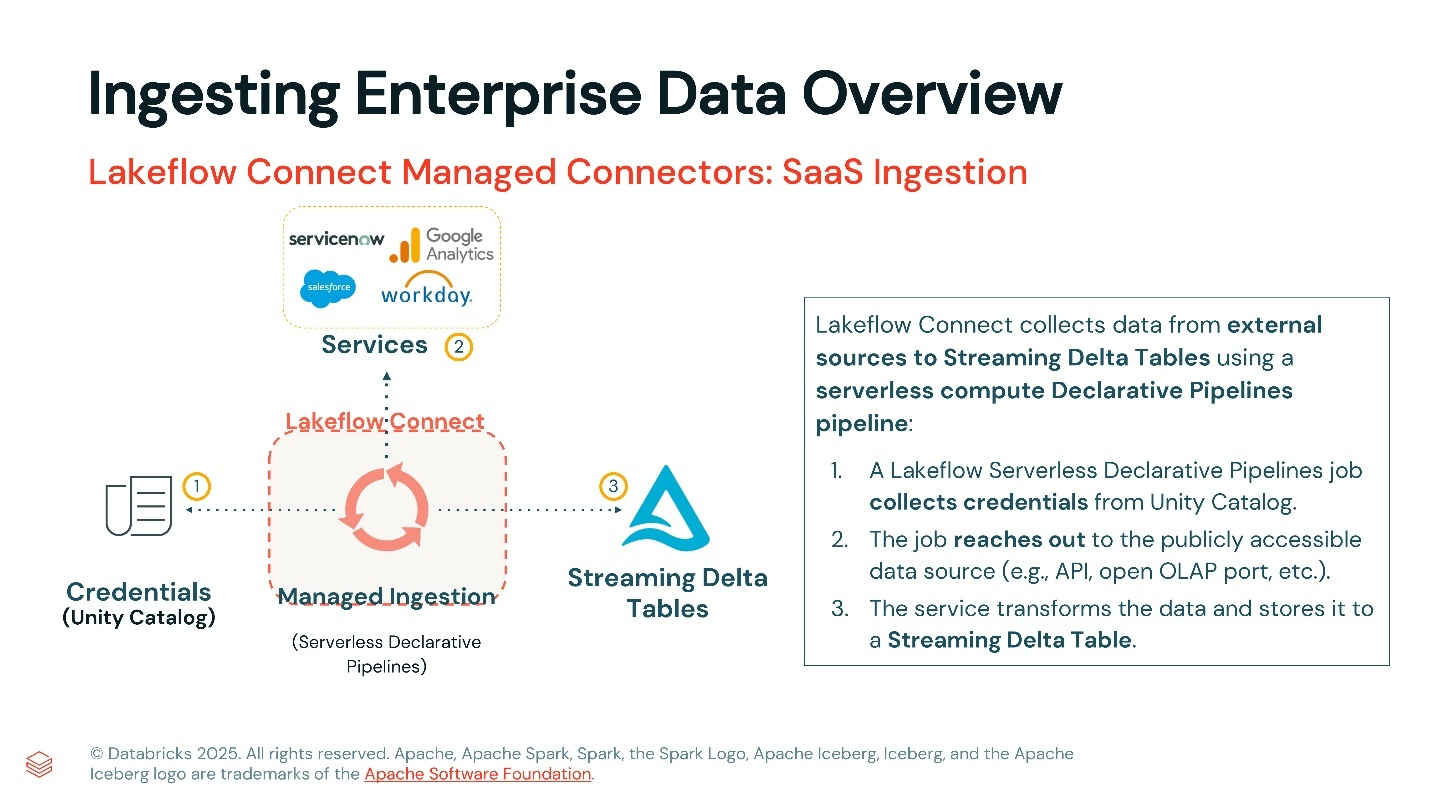 Ingesting Enterprise Data Overview
Lakeflow Connect Managed Connectors: SaaS Ingestion
servicenow
Google
Analytics
salesforce
workday.
Services 2
Lakeflow Connect
1
3
Credentials
(Unity Catalog)
Managed Ingestion
(Serverless Declarative
Pipelines)
Streaming Delta
Tables
Lakeflow Connect collects data from external
sources to Streaming Delta Tables using a
serverless compute Declarative Pipelines
pipeline:
1. A Lakeflow Serverless Declarative Pipelines job
collects credentials from Unity Catalog.
2. The job reaches out to the publicly accessible
data source (e.g., API, open OLAP port, etc.).
3. The service transforms the data and stores it to
a Streaming Delta Table.
© Databricks 2025. All rights reserved. Apache, Apache Spark, Spark, the Spark Logo, Apache Iceberg, Iceberg, and the Apache
Iceberg logo are trademarks of the Apache Software Foundation.